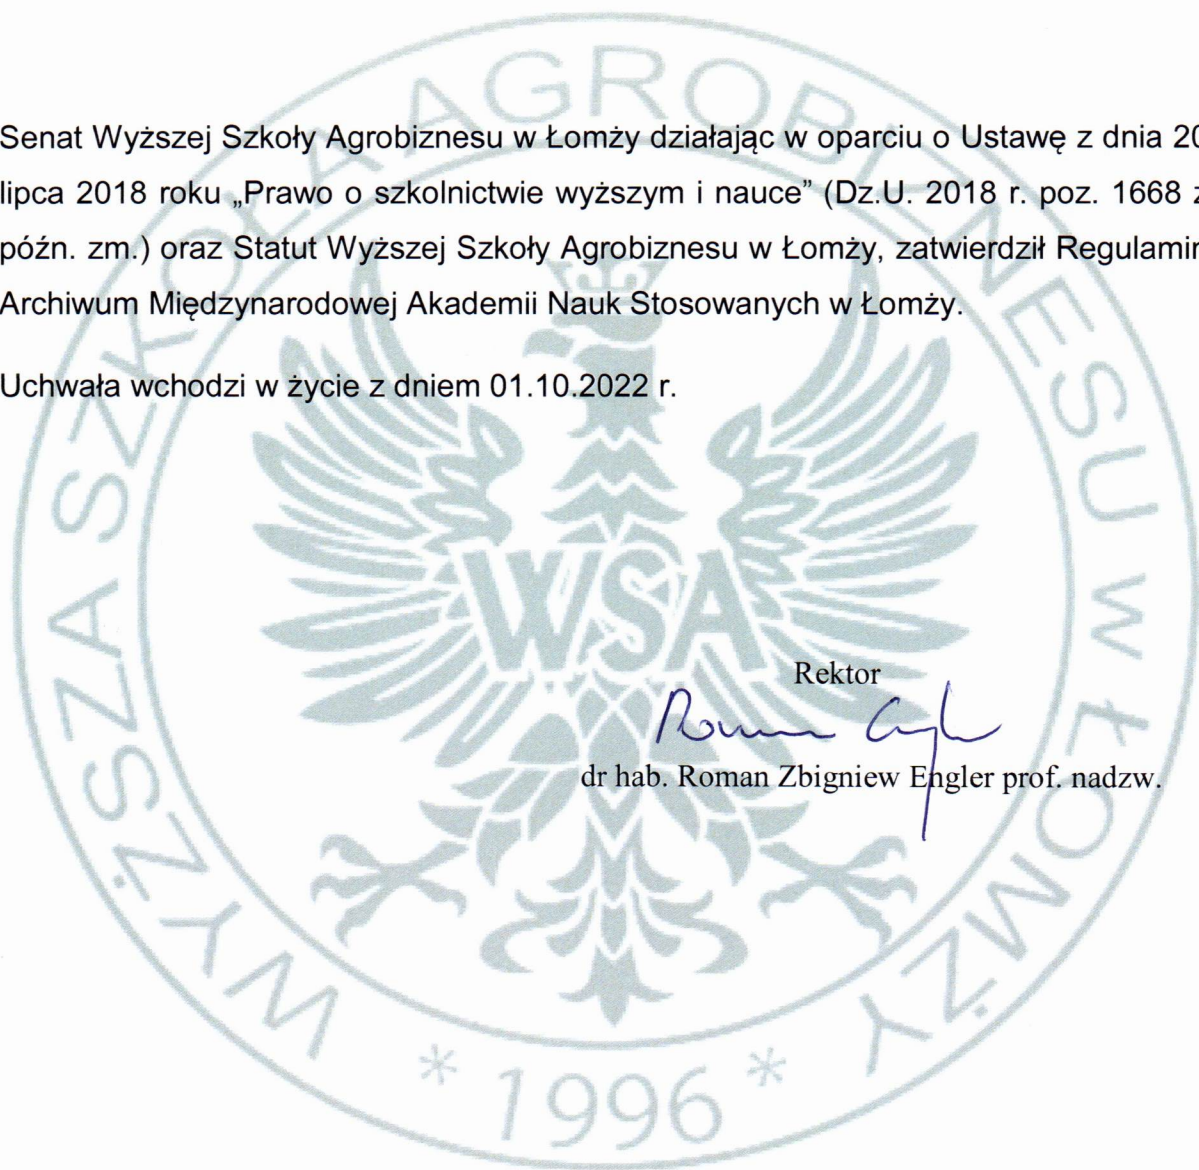 WYŻSZA SZKOŁA AGROBIZNESU W ŁOMŻY
Senat Wyższej Szkoły Agrobiznesu w Łomży działając w oparciu o Ustawę z dnia 20
lipca 2018 roku „Prawo o szkolnictwie wyższym i nauce” (Dz.U. 2018 r. poz. 1668 z
późn. zm.) oraz Statut Wyższej Szkoły Agrobiznesu w Łomży, zatwierdził Regulamin
Archiwum Międzynarodowej Akademii Nauk Stosowanych w Łomży.
Uchwała wchodzi w życie z dniem 01.10.2022 r.
WSA
Rektor
dr hab. Roman Zbigniew Engler prof. nadzw.
* 1996 *